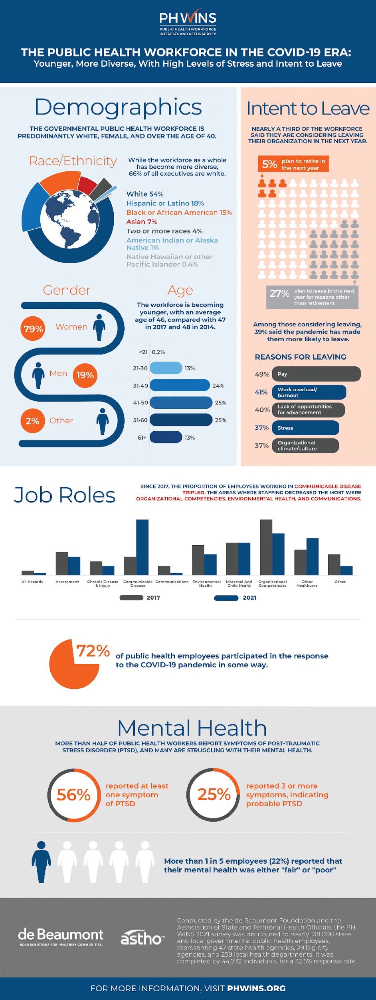 PH WINS
PUBLIC HEALTH WORKFORCE
INTERESTS AND NEEDS SURVEY
THE PUBLIC HEALTH WORKFORCE IN THE COVID-19 ERA:
Younger, More Diverse, With High Levels of Stress and Intent to Leave
Demographics
THE GOVERNMENTAL PUBLIC HEALTH WORKFORCE IS
PREDOMINANTLY WHITE, FEMALE, AND OVER THE AGE OF 40.
Race/Ethnicity
While the workforce as a whole
has become more diverse,
66% of all executives are white.
White 54%
Hispanic or Latino 18%
Black or African American 15%
Asian 7%
Two or more races 4%
American Indian or Alaska
Native 1%
Native Hawaiian or other
Pacific Islander 0.4%
Gender
79%
Women
Men
19%
2%
Other
Age
The workforce is becoming
younger, with an average
age of 46, compared with 47
in 2017 and 48 in 2014.
<21 0.2%
21-30 13%
31-40 24%
41-50 25%
51-60 25%
61+ 13%
Intent to Leave
NEARLY A THIRD OF THE WORKFORCE
SAID THEY ARE CONSIDERING LEAVING
THEIR ORGANIZATION IN THE NEXT YEAR.
5% plan to retire in
the next year
27% plan to leave in the next
year for reasons other
than retirement
Among those considering leaving,
39% said the pandemic has made
them more likely to leave.
REASONS FOR LEAVING
49% Pay
41% Work overload/
burnout
40% Lack of opportunities
for advancement
37% Stress
37% Organizational
climate/culture
Job Roles
SINCE 2017, THE PROPORTION OF EMPLOYEES WORKING IN COMMUNICABLE DISEASE
TRIPLED. THE AREAS WHERE STAFFING DECREASED THE MOST WERE
ORGANIZATIONAL COMPETENCIES, ENVIRONMENTAL HEALTH, AND COMMUNICATIONS.
All Hazards
Assessment
Chronic Disease
& Injury
Communicable
Disease
Communications
Environmental
Health
Maternal And
Child Health
Organizational
Competencies
Other
Healthcare
Other
2017
2021
72%
of public health employees participated in the response
to the COVID-19 pandemic in some way.
Mental Health
MORE THAN HALF OF PUBLIC HEALTH WORKERS REPORT SYMPTOMS OF POST-TRAUMATIC
STRESS DISORDER (PTSD), AND MANY ARE STRUGGLING WITH THEIR MENTAL HEALTH.
56%
reported at least
one symptom
of PTSD
25%
reported 3 or more
symptoms, indicating
probable PTSD
More than 1 in 5 employees (22%) reported that
their mental health was either "fair" or "poor"
de Beaumont
BOLD SOLUTIONS FOR HEALTHIER COMMUNITIES.
astho™
Conducted by the de Beaumont Foundation and the
Association of State and Territorial Health Officials, the PH
WINS 2021 survey was distributed to nearly 138,000 state
and local governmental public health employees,
representing 47 state health agencies, 29 big city
agencies, and 259 local health departments. It was
completed by 44,732 individuals, for a 32.5% response rate.
FOR MORE INFORMATION, VISIT PHWINS.ORG